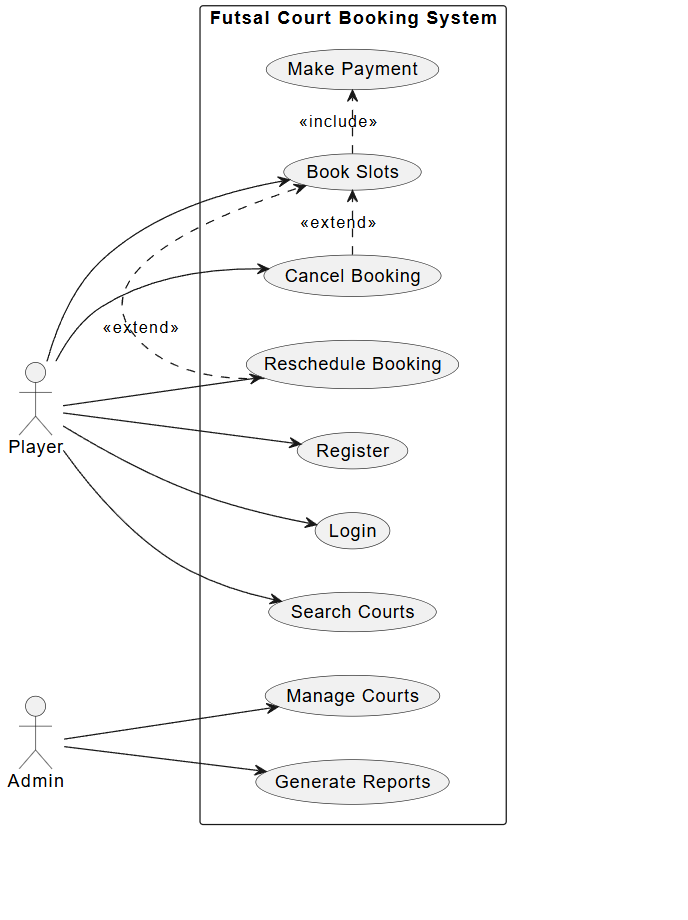 Futsal Court Booking System
Make Payment
«include»
Book Slots
«extend»
Cancel Booking
«extend»
Reschedule Booking
Player
Register
Login
Search Courts
Manage Courts
Admin
Generate Reports